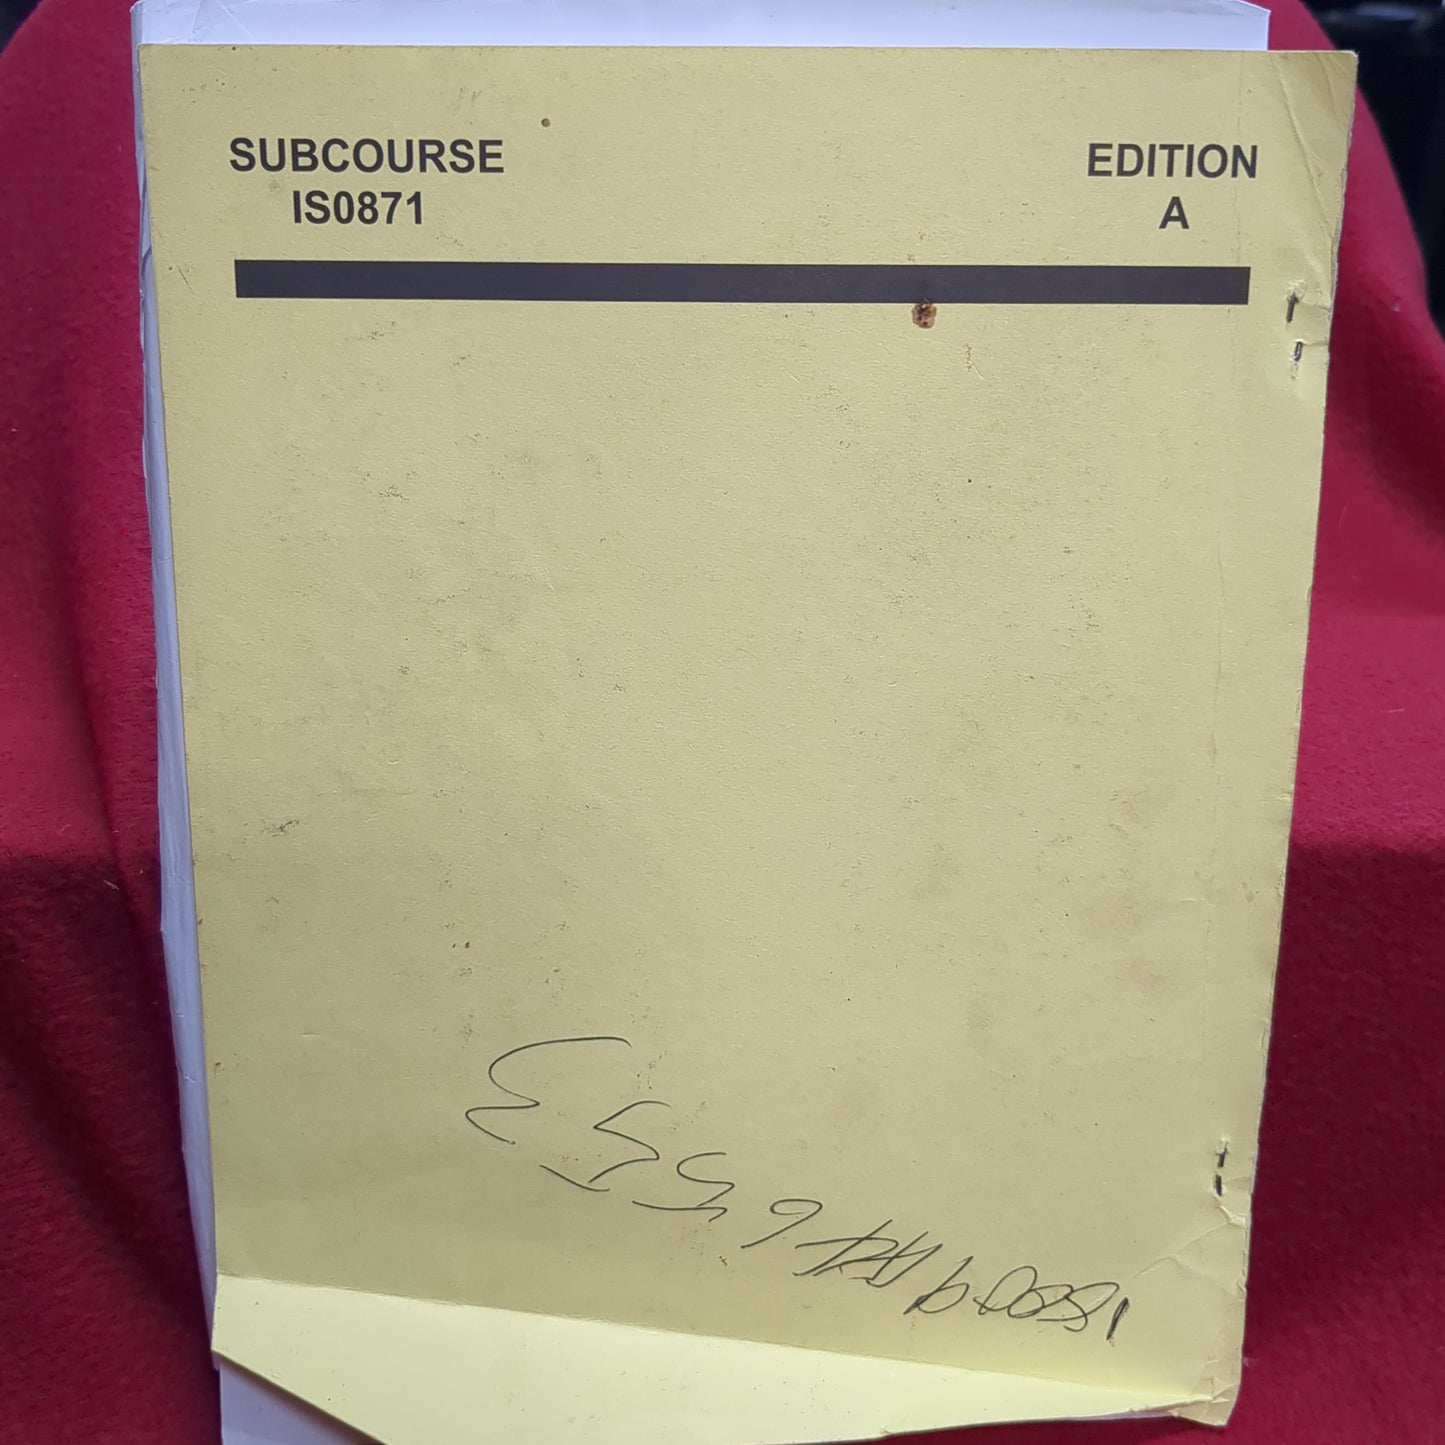 SUBCOURSE
IS0871
EDITION
A